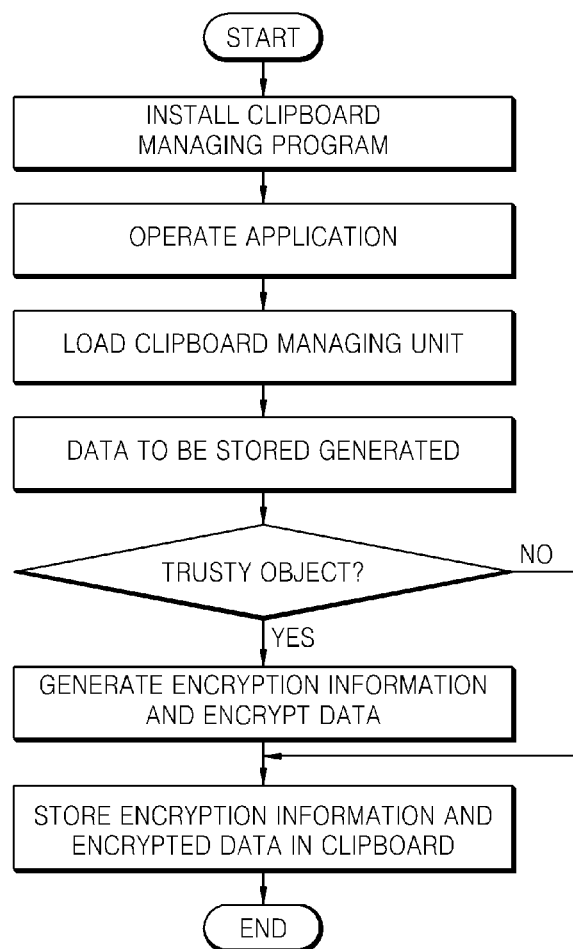 START
INSTALL CLIPBOARD
MANAGING PROGRAM
OPERATE APPLICATION
LOAD CLIPBOARD MANAGING UNIT
DATA TO BE STORED GENERATED
TRUSTY OBJECT?
NO
YES
GENERATE ENCRYPTION INFORMATION
AND ENCRYPT DATA
STORE ENCRYPTION INFORMATION AND
ENCRYPTED DATA IN CLIPBOARD
END